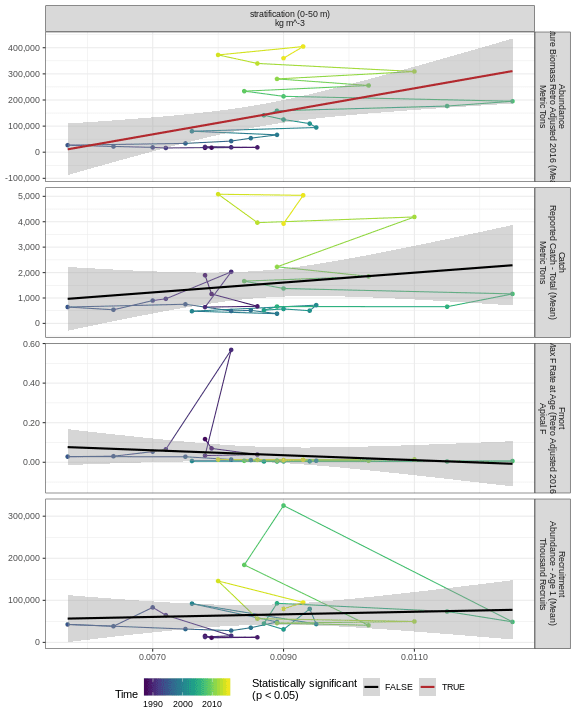 stratification (0-50 m)
kg m^-3
400,000
300,000
200,000
100,000
0
-100,000
Abundance
Biomass Retro Adjusted 2016
Metric Tons
5,000
4,000
3,000
2,000
1,000
0
Catch
Reported Catch - Total (Mean)
Metric Tons
0.60
0.40
0.20
0.00
Fmort
F Rate at Age (Retro Adjusted 2016
Apical F
300,000
200,000
100,000
0
Recruitment
Abundance - Age 1 (Mean)
Thousand Recruits
0.0070
0.0090
0.0110
Time
1990
2000
2010
Statistically significant
(p < 0.05)
FALSE
TRUE